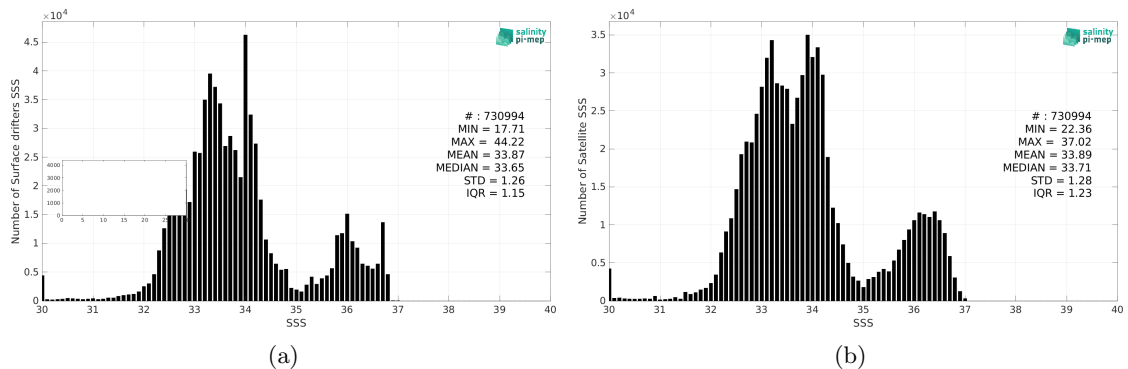 ×10⁴
4.5
4
3.5
3
2.5
2
1.5
1
0.5
0
Number of Surface drifters SSS
30 31 32 33 34 35 36 37 38 39 40
SSS
4000
3000
2000
1000
0
0 5 10 15 20 25
salinity
pi-mep
# : 730994
MIN = 17.71
MAX = 44.22
MEAN = 33.87
MEDIAN = 33.65
STD = 1.26
IQR = 1.15
(a)
×10⁴
3.5
3
2.5
2
1.5
1
0.5
0
Number of Satellite SSS
30 31 32 33 34 35 36 37 38 39 40
SSS
salinity
pi-mep
# : 730994
MIN = 22.36
MAX = 37.02
MEAN = 33.89
MEDIAN = 33.71
STD = 1.28
IQR = 1.23
(b)